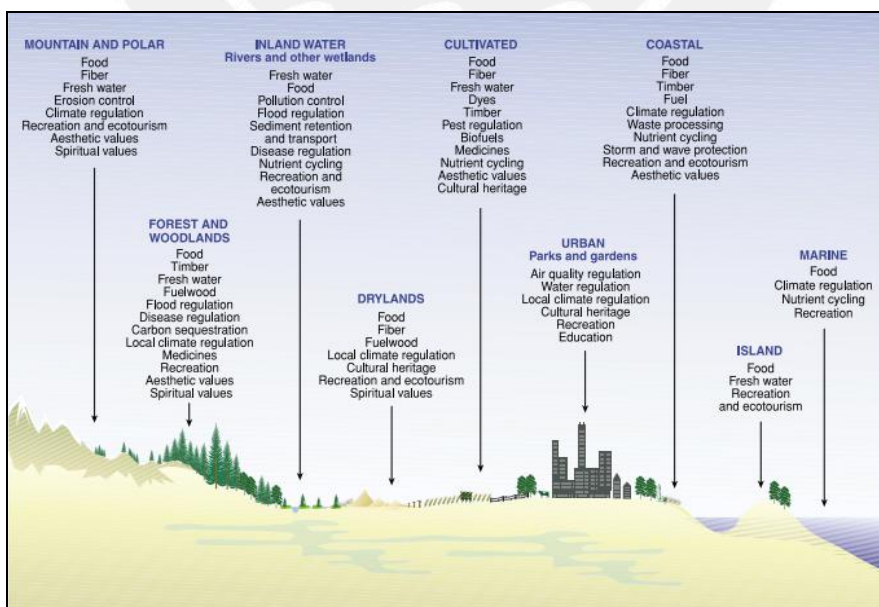 MOUNTAIN AND POLAR
Food
Fiber
Fresh water
Erosion control
Climate regulation
Recreation and ecotourism
Aesthetic values
Spiritual values
FOREST AND
WOODLANDS
Food
Timber
Fresh water
Fuelwood
Flood regulation
Disease regulation
Carbon sequestration
Local climate regulation
Medicines
Recreation
Aesthetic values
Spiritual values
INLAND WATER
Rivers and other wetlands
Fresh water
Food
Pollution control
Flood regulation
Sediment retention
and transport
Disease regulation
Nutrient cycling
Recreation and
ecotourism
Aesthetic values
DRYLANDS
Food
Fiber
Fuelwood
Local climate regulation
Cultural heritage
Recreation and ecotourism
Spiritual values
CULTIVATED
Food
Fiber
Fresh water
Dyes
Timber
Pest regulation
Biofuels
Medicines
Nutrient cycling
Aesthetic values
Cultural heritage
URBAN
Parks and gardens
Air quality regulation
Water regulation
Local climate regulation
Cultural heritage
Recreation
Education
COASTAL
Food
Fiber
Timber
Fuel
Climate regulation
Waste processing
Nutrient cycling
Storm and wave protection
Recreation and ecotourism
Aesthetic values
ISLAND
Food
Fresh water
Recreation
and ecotourism
MARINE
Food
Climate regulation
Nutrient cycling
Recreation